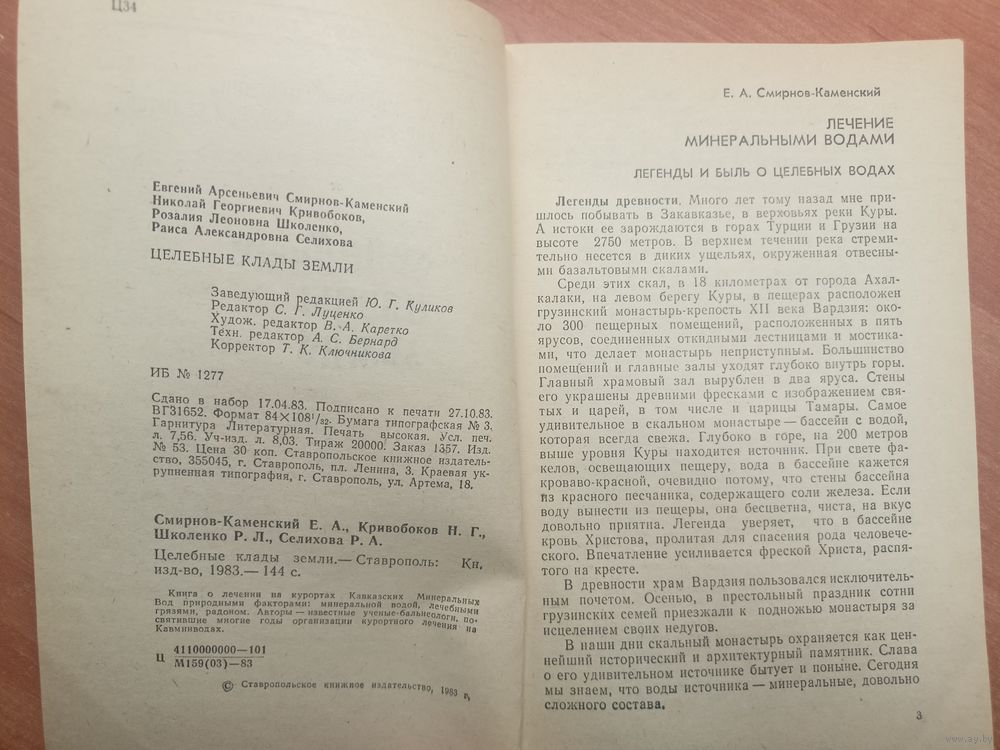 Ц34
Евгений Арсеньевич Смирнов-Каменский
Николай Георгиевич Кривобоков,
Розалия Леоновна Школенко,
Раиса Александровна Селихова
ЦЕЛЕБНЫЕ КЛАДЫ ЗЕМЛИ
Заведующий редакцией Ю. Г. Куликов
Редактор С. Г. Луценко
Худож. редактор В. А. Каретко
Техн. редактор А. С. Бернард
Корректор Т. К. Ключникова
ИБ № 1277
Сдано в набор 17.04.83. Подписано к печати 27.10.83.
ВГ31652. Формат 84×108¹/₃₂. Бумага типографская № 3.
Гарнитура Литературная. Печать высокая. Усл. печ.
л. 7,56. Уч-изд. л. 8,03. Тираж 20000. Заказ 1357. Изд.
№ 53. Цена 30 коп. Ставропольское книжное издатель-
ство, 355045, г. Ставрополь, пл. Ленина, 3. Краевая ук-
рупненная типография, г. Ставрополь, ул. Артема, 18.
Смирнов-Каменский Е. А., Кривобоков Н. Г.,
Школенко Р. Л., Селихова Р. А.
Целебные клады земли.— Ставрополь: Кн.
изд-во, 1983.— 144 с.
Книга о лечении на курортах Кавказских Минеральных
Вод природными факторами: минеральной водой, лечебными
грязями, радоном. Авторы — известные ученые-бальнеологи, по-
святившие многие годы организации курортного лечения на
Кавминводах.
Ц 4110000000—101
М159(03)—83
© Ставропольское книжное издательство, 1983 г,
Е. А. Смирнов-Каменский
ЛЕЧЕНИЕ
МИНЕРАЛЬНЫМИ ВОДАМИ
ЛЕГЕНДЫ И БЫЛЬ О ЦЕЛЕБНЫХ ВОДАХ
Легенды древности. Много лет тому назад мне при-
шлось побывать в Закавказье, в верховьях реки Куры.
А истоки ее зарождаются в горах Турции и Грузии на
высоте 2750 метров. В верхнем течении река стреми-
тельно несется в диких ущельях, окруженная отвесны-
ми базальтовыми скалами.
Среди этих скал, в 18 километрах от города Ахал-
калаки, на левом берегу Куры, в пещерах расположен
грузинский монастырь-крепость XII века Вардзия: око-
ло 300 пещерных помещений, расположенных в пять
ярусов, соединенных откидными лестницами и мостика-
ми, что делает монастырь неприступным. Большинство
помещений и главные залы уходят глубоко внутрь горы.
Главный храмовый зал вырублен в два яруса. Стены
его украшены древними фресками с изображением свя-
тых и царей, в том числе и царицы Тамары. Самое
удивительное в скальном монастыре — бассейн с водой,
которая всегда свежа. Глубоко в горе, на 200 метров
выше уровня Куры находится источник. При свете фа-
келов, освещающих пещеру, вода в бассейне кажется
кроваво-красной, очевидно потому, что стены бассейна
из красного песчаника, содержащего соли железа. Если
воду вынести из пещеры, она бесцветна, чиста, на вкус
довольно приятна. Легенда уверяет, что в бассейне
кровь Христова, пролитая для спасения рода человече-
ского. Впечатление усиливается фреской Христа, распя-
того на кресте.
В древности храм Вардзия пользовался исключитель-
ным почетом. Осенью, в престольный праздник сотни
грузинских семей приезжали к подножью монастыря за
исцелением своих недугов.
В наши дни скальный монастырь охраняется как цен-
нейший исторический и архитектурный памятник. Слава
о его удивительном источнике бытует и поныне. Сегодня
мы знаем, что воды источника — минеральные, довольно
сложного состава.
3
www.ay.by